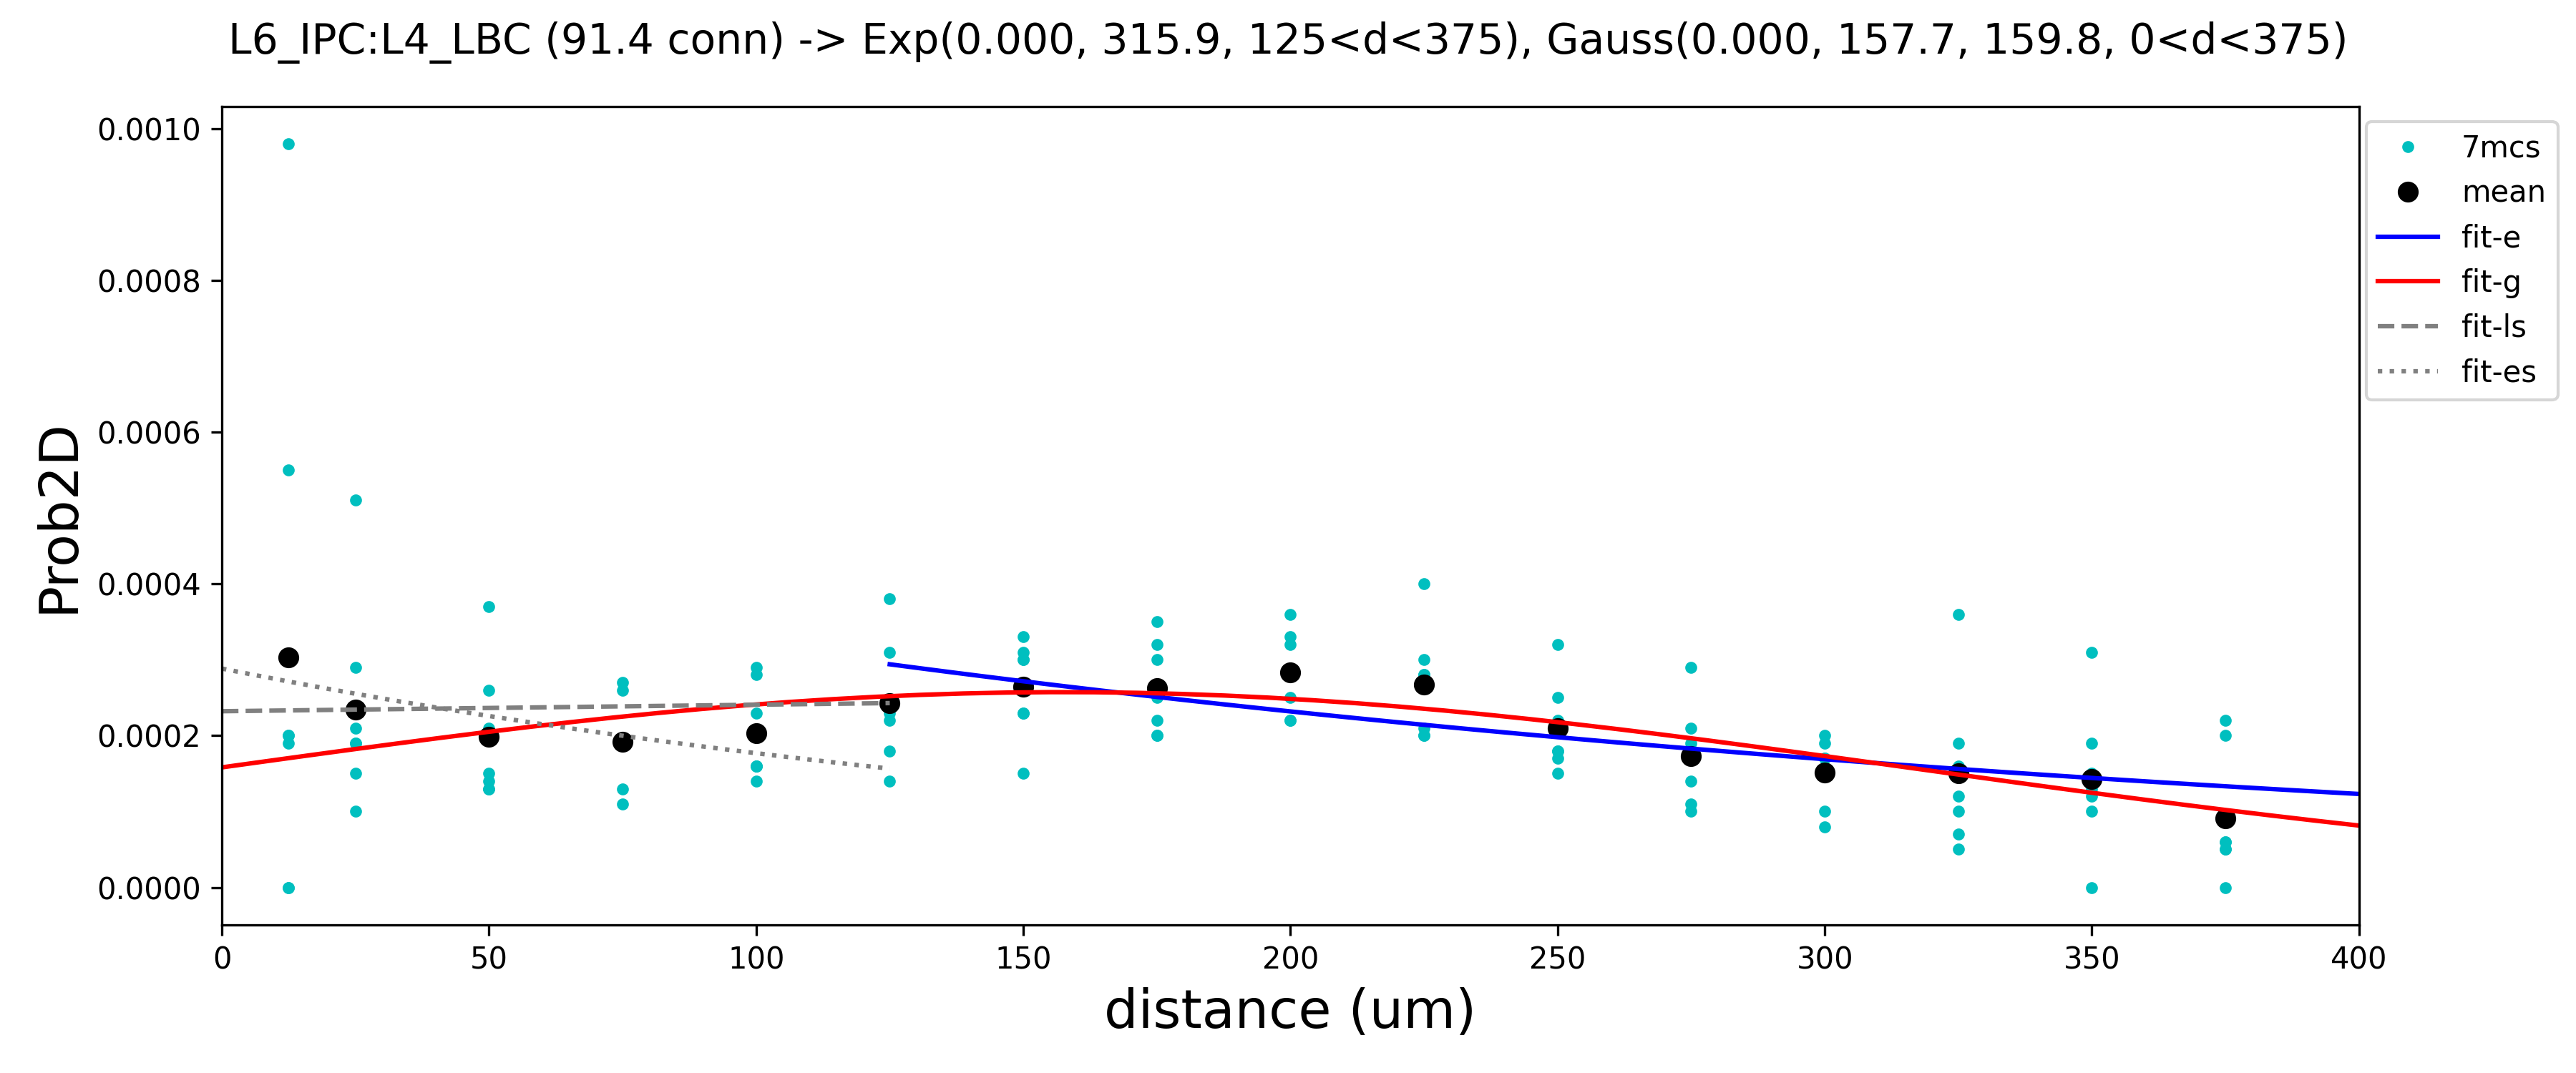 L6_IPC:L4_LBC (91.4 conn) -> Exp(0.000, 315.9, 125<d<375), Gauss(0.000, 157.7, 159.8, 0<d<375)
0.0010
0.0008
0.0006
0.0004
0.0002
0.0000
Prob2D
0 50 100 150 200 250 300 350 400
distance (um)
7mcs
mean
fit-e
fit-g
fit-ls
fit-es